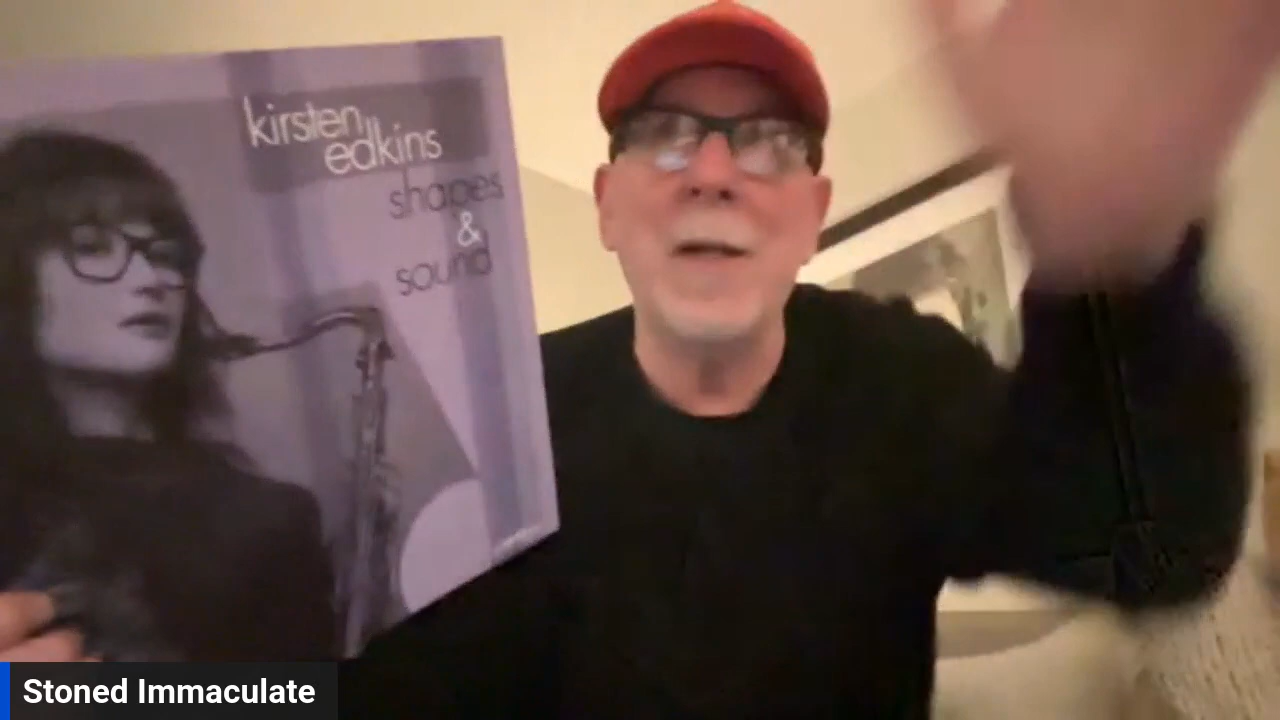 kirsten
edkins
shapes
&
sound
Stoned Immaculate